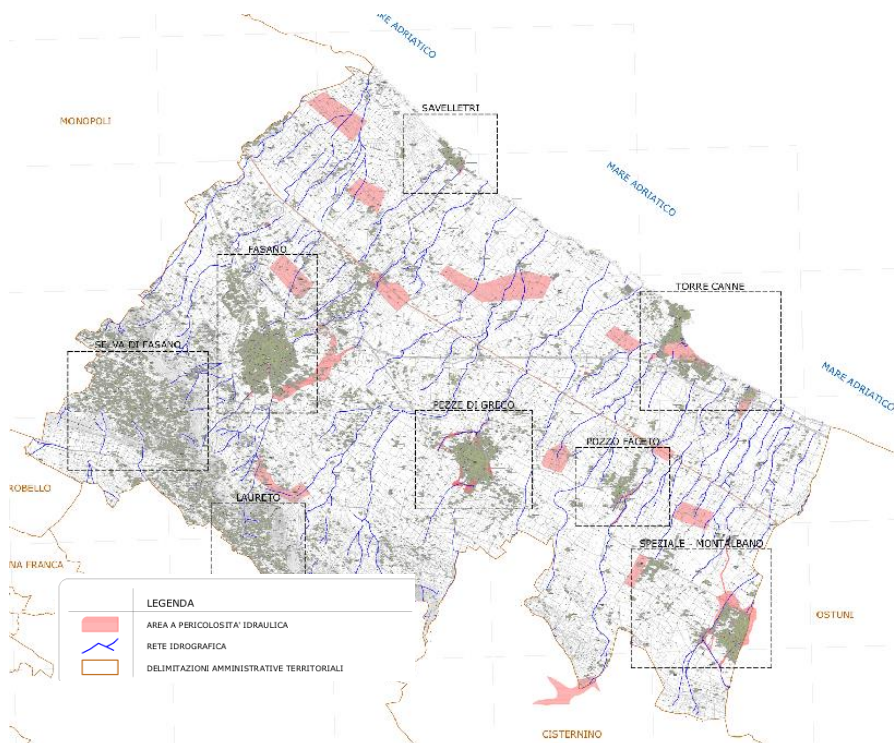 MARE ADRIATICO
MONOPOLI
SAVELLETRI
MARE ADRIATICO
FASANO
TORRE CANNE
SELVA DI FASANO
MARE ADRIATICO
PEZZE DI GRECO
POZZO FACETO
ROBELLO
LAURETO
SPEZIALE - MONTALBANO
NA FRANCA
OSTUNI
LEGENDA
AREA A PERICOLOSITA' IDRAULICA
RETE IDROGRAFICA
DELIMITAZIONI AMMINISTRATIVE TERRITORIALI
CISTERNINO